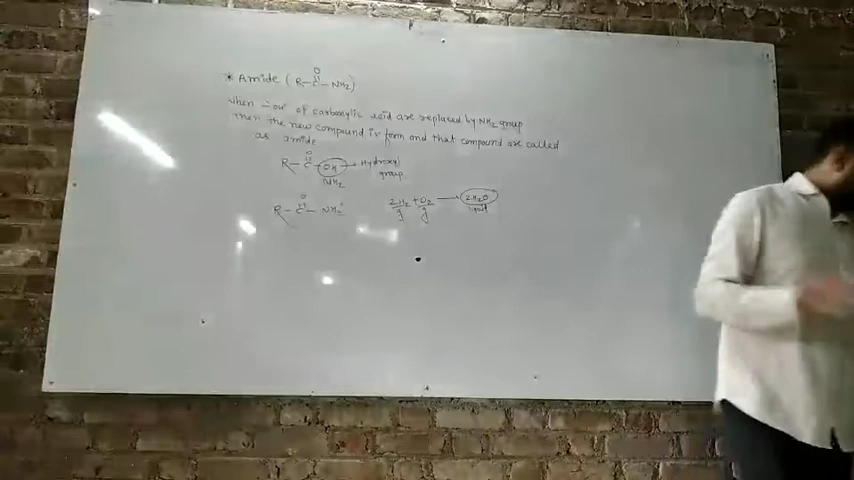 * Amide ( R-C-NH2 )
O
When -OH of carboxylic acid are replaced by NH2 group
then the new compound is form and that compound are called
as amide
O
R-C-OH → Hydroxyl group
NH2
O
R-C-NH2
2H2 + O2 → 2H2O
g g liquid